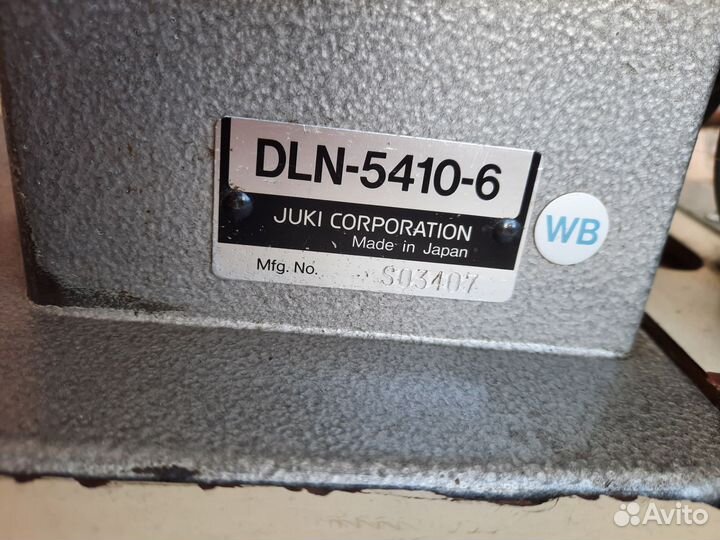 DLN-5410-6
JUKI CORPORATION
Made in Japan
Mfg. No. S03407
WB
Avito